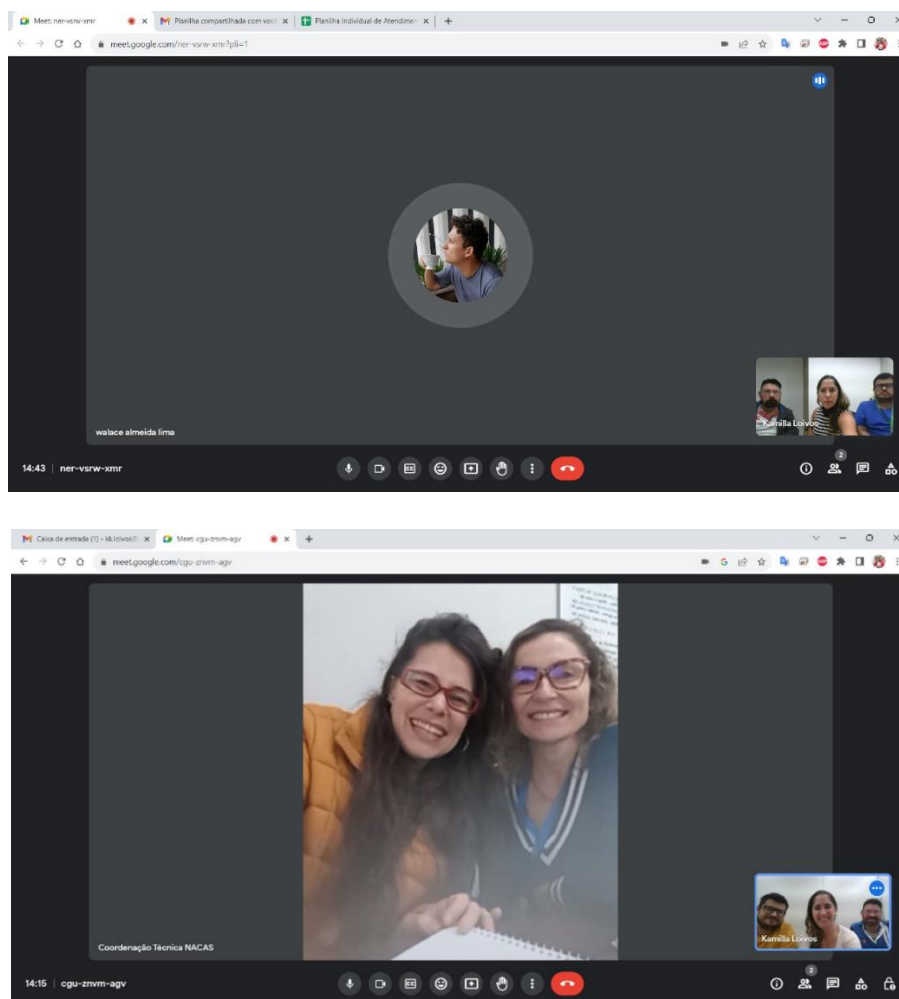 Meet: ner-vsrw-xmr
Planilha compartilhada com você
Planilha Individual de Atendimen
meet.google.com/ner-vsrw-xmr?pli=1
walace almeida lima
Kamilla Loivos
14:43 | ner-vsrw-xmr
2
Caixa de entrada (1) - kk.loivos@
Meet: cgu-znvm-agv
meet.google.com/cgu-znvm-agv
Coordenação Técnica NACAS
Kamilla Loivos
14:15 | cgu-znvm-agv
2